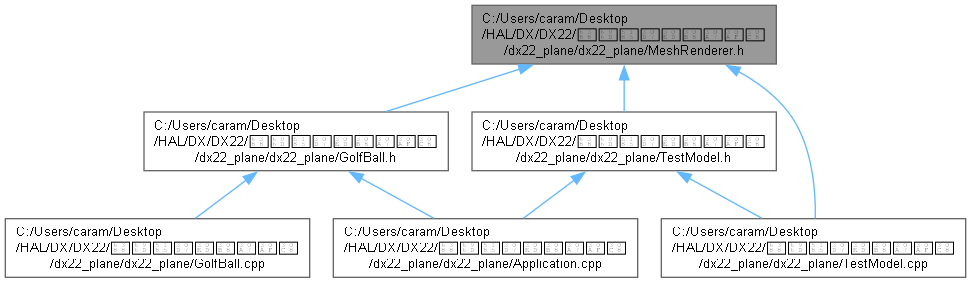 C:/Users/caram/Desktop
/HAL/DX/DX22/
/dx22_plane/dx22_plane/MeshRenderer.h
C:/Users/caram/Desktop
/HAL/DX/DX22/
/dx22_plane/dx22_plane/GolfBall.h
C:/Users/caram/Desktop
/HAL/DX/DX22/
/dx22_plane/dx22_plane/TestModel.h
C:/Users/caram/Desktop
/HAL/DX/DX22/
/dx22_plane/dx22_plane/GolfBall.cpp
C:/Users/caram/Desktop
/HAL/DX/DX22/
/dx22_plane/dx22_plane/Application.cpp
C:/Users/caram/Desktop
/HAL/DX/DX22/
/dx22_plane/dx22_plane/TestModel.cpp